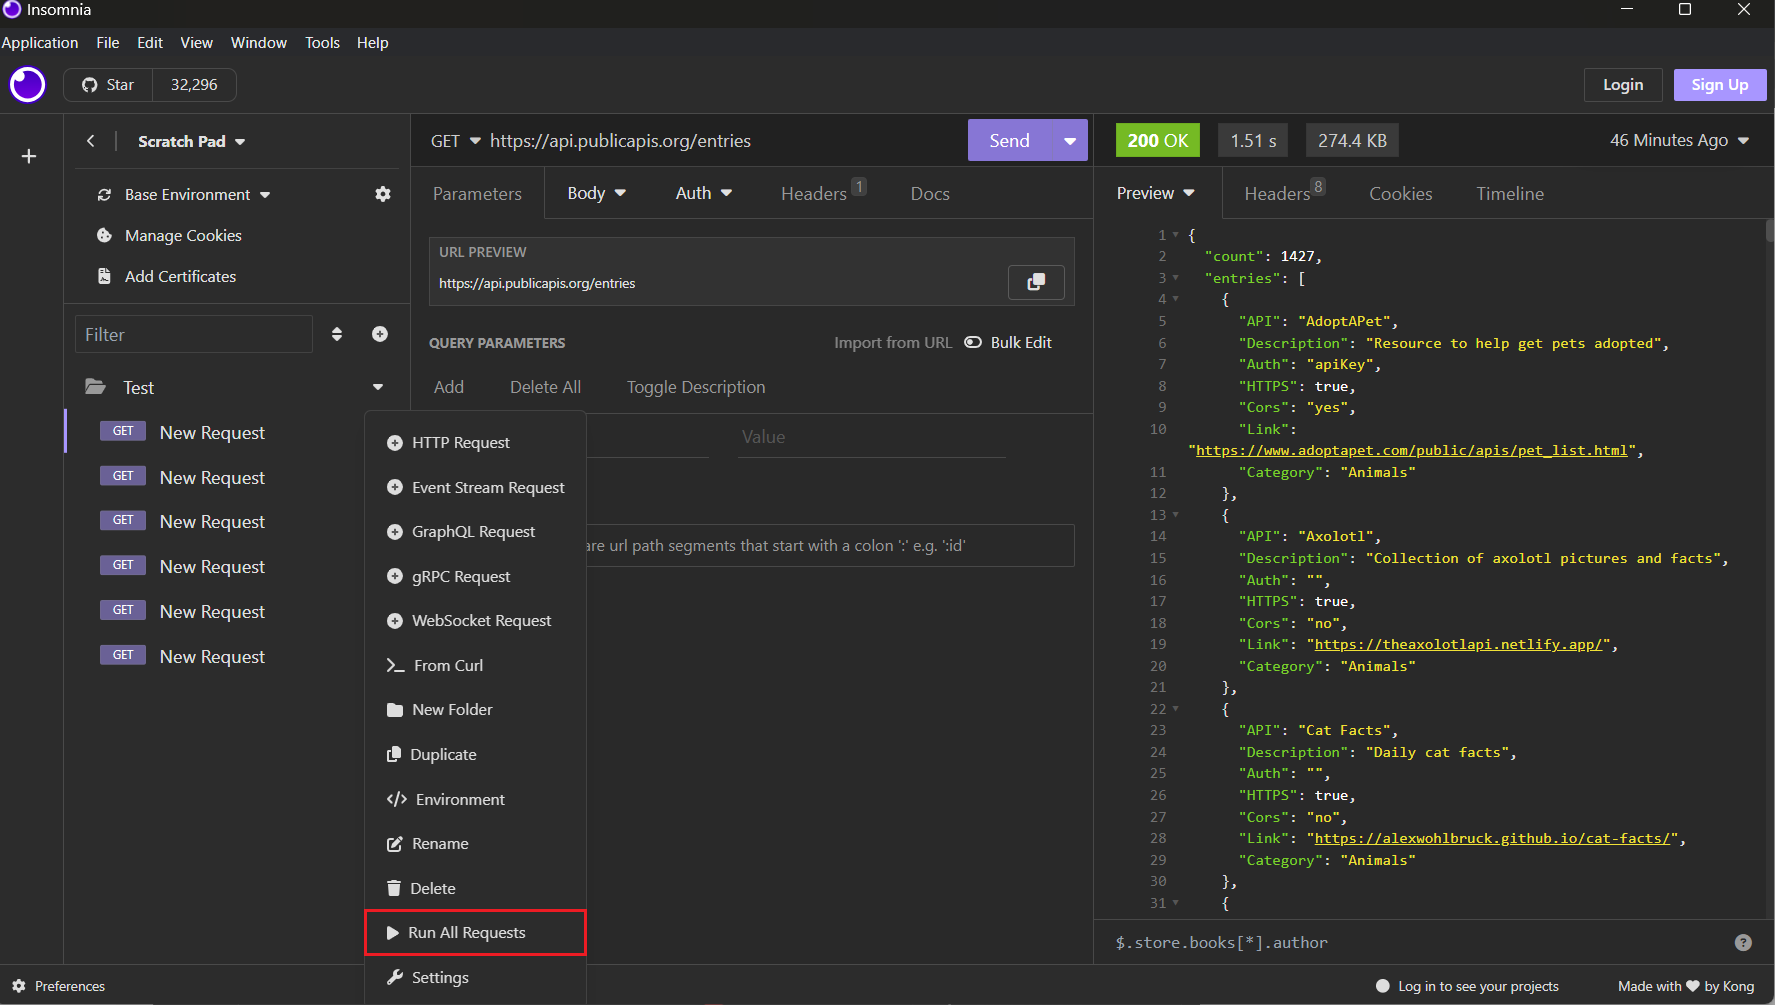 Insomnia
Application File Edit View Window Tools Help
Star 32,296
Login Sign Up
Scratch Pad
Base Environment
Manage Cookies
Add Certificates
Filter
Test
GET New Request
GET New Request
GET New Request
GET New Request
GET New Request
GET New Request
HTTP Request
Event Stream Request
GraphQL Request
gRPC Request
WebSocket Request
From Curl
New Folder
Duplicate
Environment
Rename
Delete
Run All Requests
Settings
GET https://api.publicapis.org/entries Send
Parameters Body Auth Headers 1 Docs
URL PREVIEW
https://api.publicapis.org/entries
QUERY PARAMETERS Import from URL Bulk Edit
Add Delete All Toggle Description
Value
are url path segments that start with a colon ':' e.g. ':id'
200 OK 1.51 s 274.4 KB 46 Minutes Ago
Preview Headers 8 Cookies Timeline
1 {
2 "count": 1427,
3 "entries": [
4 {
5 "API": "AdoptAPet",
6 "Description": "Resource to help get pets adopted",
7 "Auth": "apiKey",
8 "HTTPS": true,
9 "Cors": "yes",
10 "Link":
"https://www.adoptapet.com/public/apis/pet_list.html",
11 "Category": "Animals"
12 },
13 {
14 "API": "Axolotl",
15 "Description": "Collection of axolotl pictures and facts",
16 "Auth": "",
17 "HTTPS": true,
18 "Cors": "no",
19 "Link": "https://theaxolotlapi.netlify.app/",
20 "Category": "Animals"
21 },
22 {
23 "API": "Cat Facts",
24 "Description": "Daily cat facts",
25 "Auth": "",
26 "HTTPS": true,
27 "Cors": "no",
28 "Link": "https://alexwohlbruck.github.io/cat-facts/",
29 "Category": "Animals"
30 },
31 {
$.store.books[*].author
Preferences
Log in to see your projects Made with ♥ by Kong